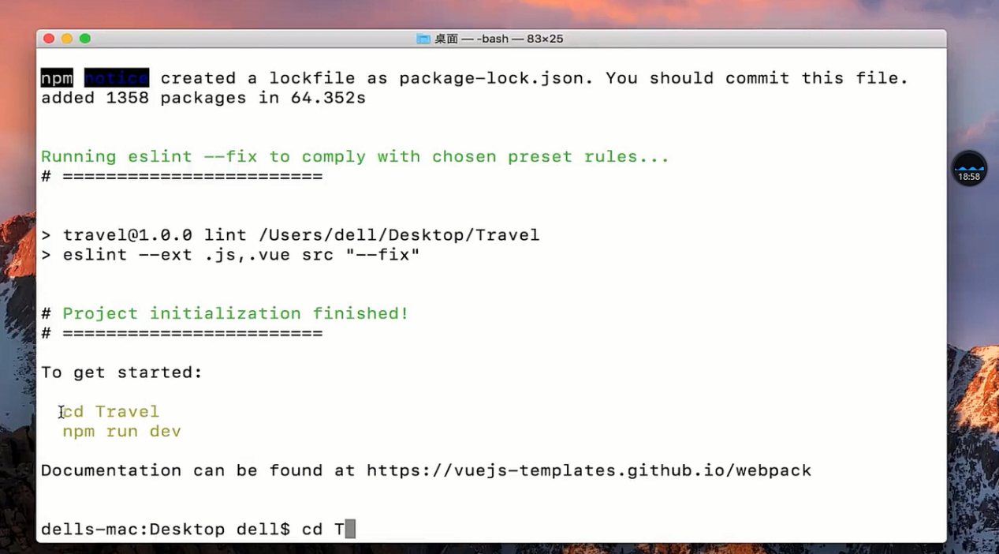 桌面 — -bash — 83×25
npm notice created a lockfile as package-lock.json. You should commit this file.
added 1358 packages in 64.352s
Running eslint --fix to comply with chosen preset rules...
# ========================
> travel@1.0.0 lint /Users/dell/Desktop/Travel
> eslint --ext .js,.vue src "--fix"
# Project initialization finished!
# ========================
To get started:
cd Travel
npm run dev
Documentation can be found at https://vuejs-templates.github.io/webpack
dells-mac:Desktop dell$ cd T
18:58